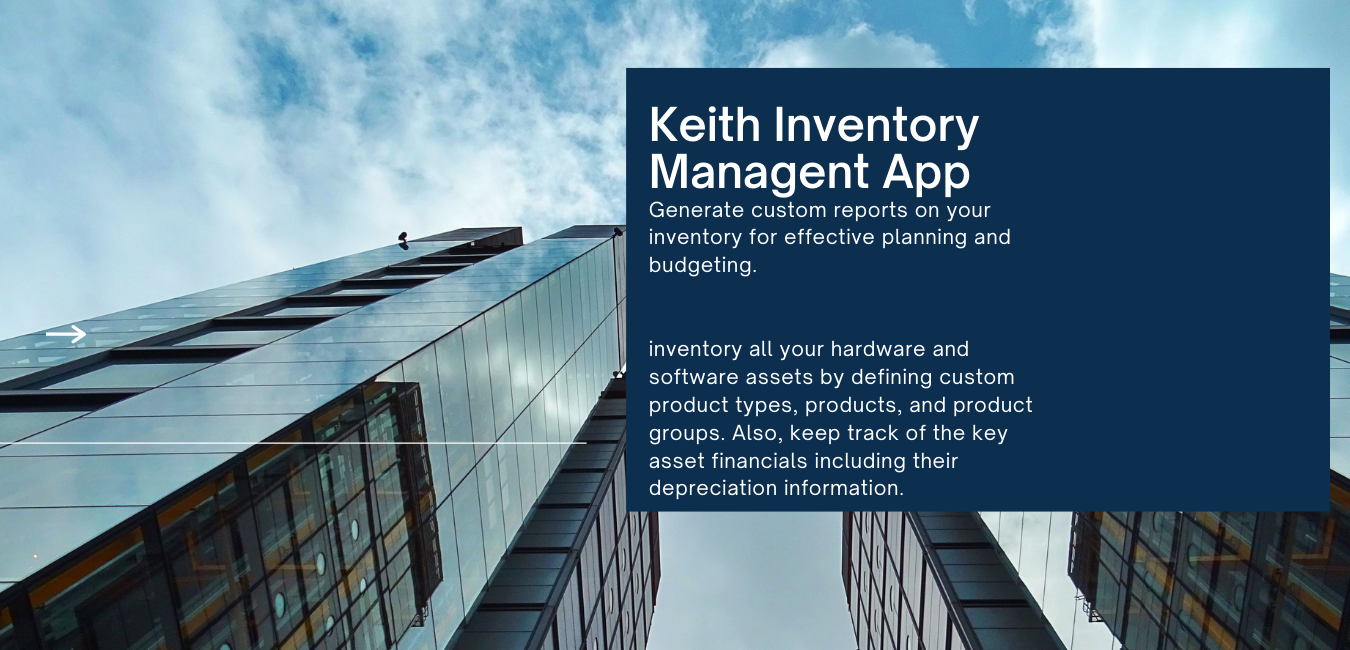 Keith Inventory
Managent App
Generate custom reports on your
inventory for effective planning and
budgeting.
inventory all your hardware and
software assets by defining custom
product types, products, and product
groups. Also, keep track of the key
asset financials including their
depreciation information.